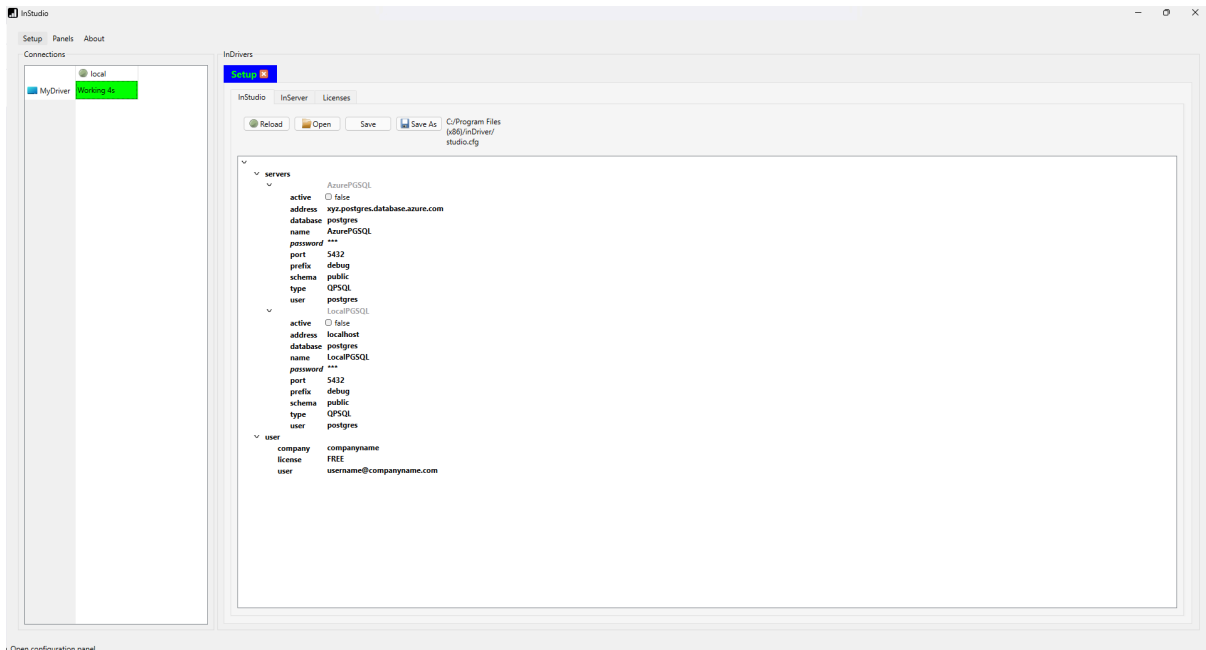 InStudio
Setup Panels About
Connections
InDrivers
local
MyDriver Working 4s
Setup
InStudio InServer Licenses
Reload Open Save Save As
C:/Program Files
(x86)/inDriver/
studio.cfg
servers
AzurePGSQL
active false
address xyz.postgres.database.azure.com
database postgres
name AzurePGSQL
password ***
port 5432
prefix debug
schema public
type QPSQL
user postgres
LocalPGSQL
active false
address localhost
database postgres
name LocalPGSQL
password ***
port 5432
prefix debug
schema public
type QPSQL
user postgres
user
company companyname
license FREE
user username@companyname.com
Open configuration panel